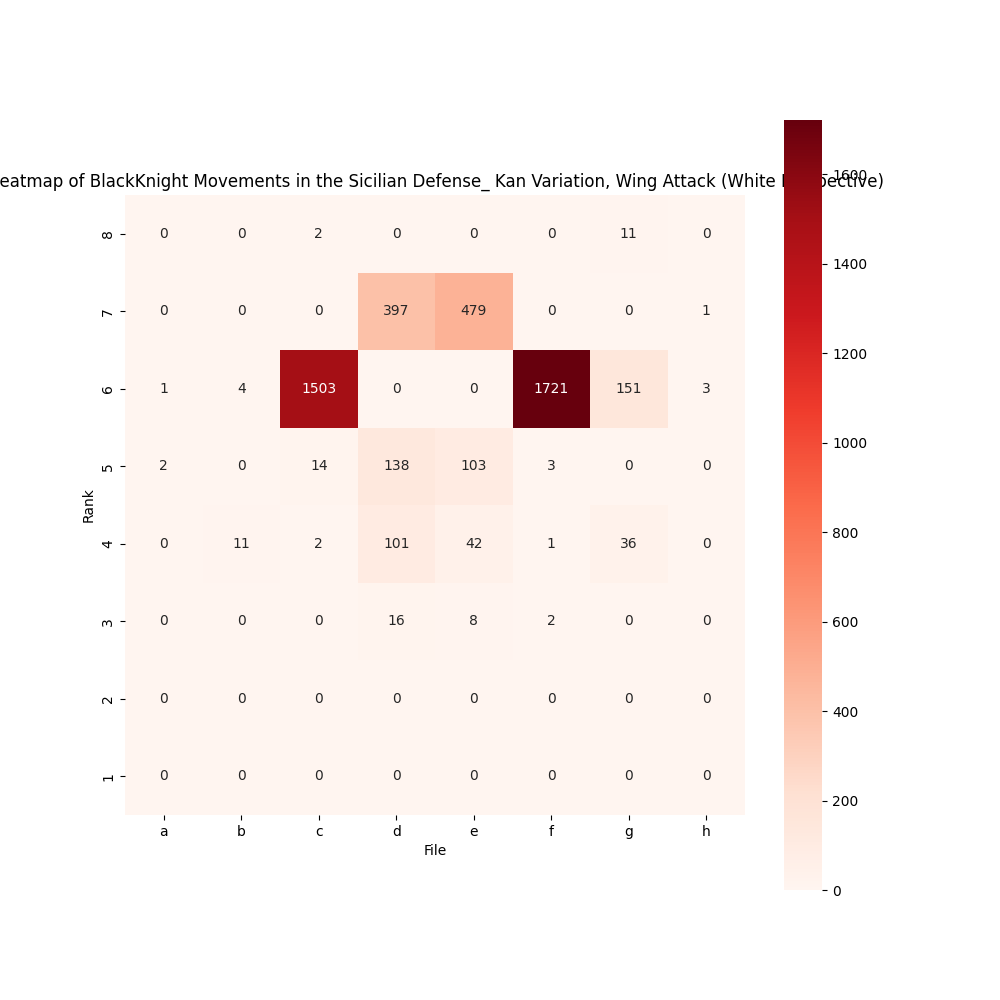 eatmap of BlackKnight Movements in the Sicilian Defense_ Kan Variation, Wing Attack (White pective)
1600
8 0 0 2 0 0 0 11 0
1400
7 0 0 0 397 479 0 0 1
1200
6 1 4 1503 0 0 1721 151 3
1000
5 2 0 14 138 103 3 0 0
Rank
800
4 0 11 2 101 42 1 36 0
600
3 0 0 0 16 8 2 0 0
400
2 0 0 0 0 0 0 0 0
200
1 0 0 0 0 0 0 0 0
a b c d e f g h
File
0